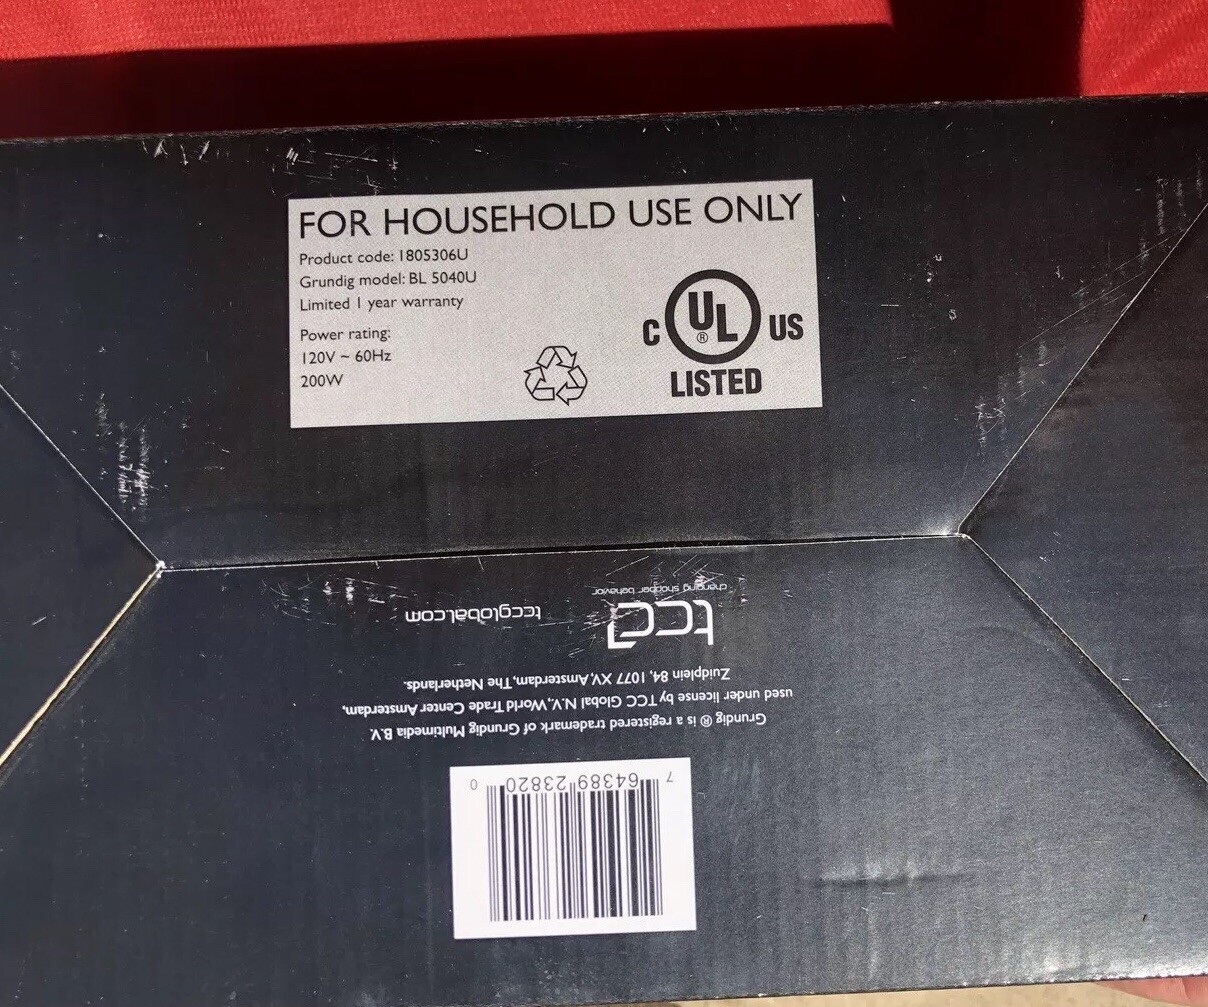 FOR HOUSEHOLD USE ONLY
Product code: 1805306U
Grundig model: BL 5040U
Limited 1 year warranty
Power rating:
120V ~ 60Hz
200W
C UL ® US
LISTED
7 64389 23820 0
Grundig ® is a registered trademark of Grundig Multimedia B.V.
used under license by TCC Global N.V., World Trade Center Amsterdam,
Zuidplein 84, 1077 XV, Amsterdam, The Netherlands.
tcc tccglobal.com
changing shopper behavior